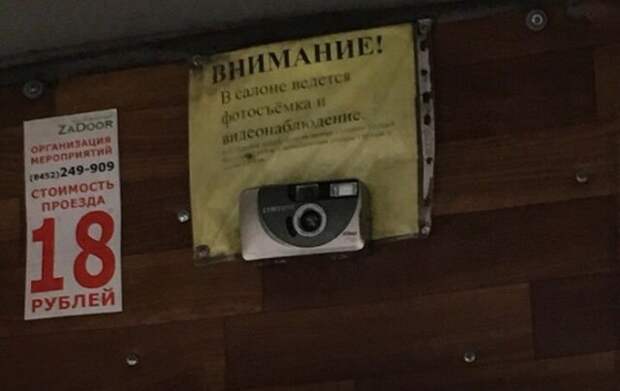 ZADOOR
ОРГАНИЗАЦИЯ
МЕРОПРИЯТИЙ
(8452)249-909
СТОИМОСТЬ
ПРОЕЗДА
18
РУБЛЕЙ
ВНИМАНИЕ!
В салоне ведется
фотосъёмка и
видеонаблюдение.